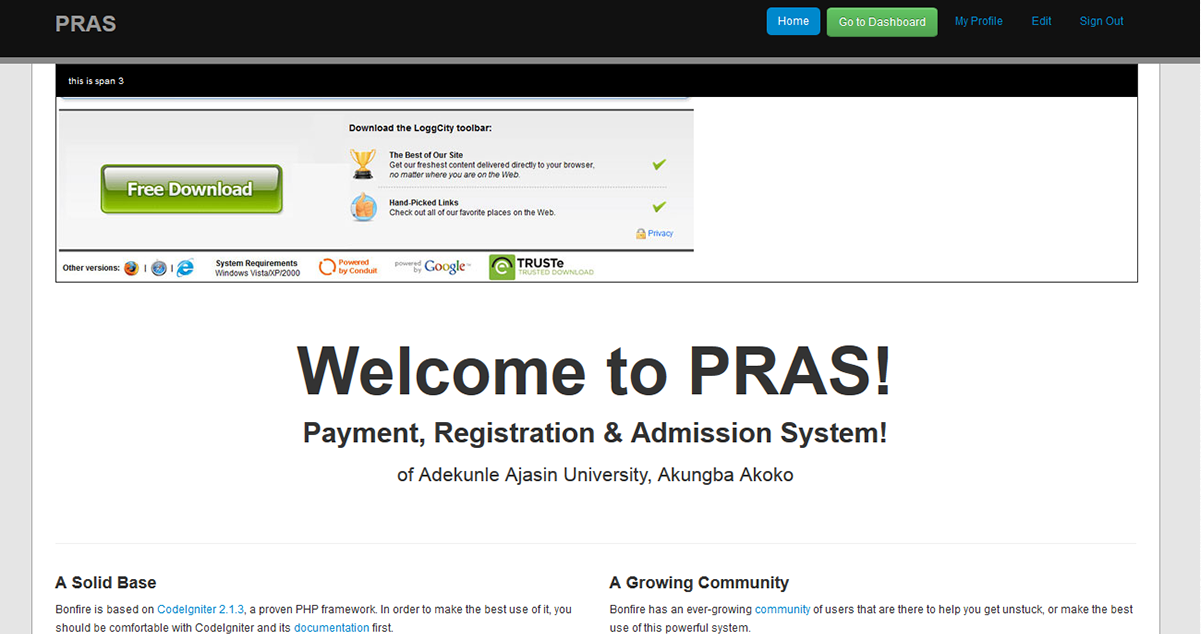 PRAS
Home
Go to Dashboard
My Profile
Edit
Sign Out
this is span 3
Download the LoggCity toolbar:
The Best of Our Site
Get our freshest content delivered directly to your browser,
no matter where you are on the Web.
Free Download
Hand-Picked Links
Check out all of our favorite places on the Web.
Privacy
Other versions: | |
System Requirements
Windows Vista/XP/2000
Powered
by Conduit
powered
by Google™
TRUSTe
TRUSTED DOWNLOAD
Welcome to PRAS!
Payment, Registration & Admission System!
of Adekunle Ajasin University, Akungba Akoko
A Solid Base
Bonfire is based on CodeIgniter 2.1.3, a proven PHP framework. In order to make the best use of it, you
should be comfortable with CodeIgniter and its documentation first.
A Growing Community
Bonfire has an ever-growing community of users that are there to help you get unstuck, or make the best
use of this powerful system.